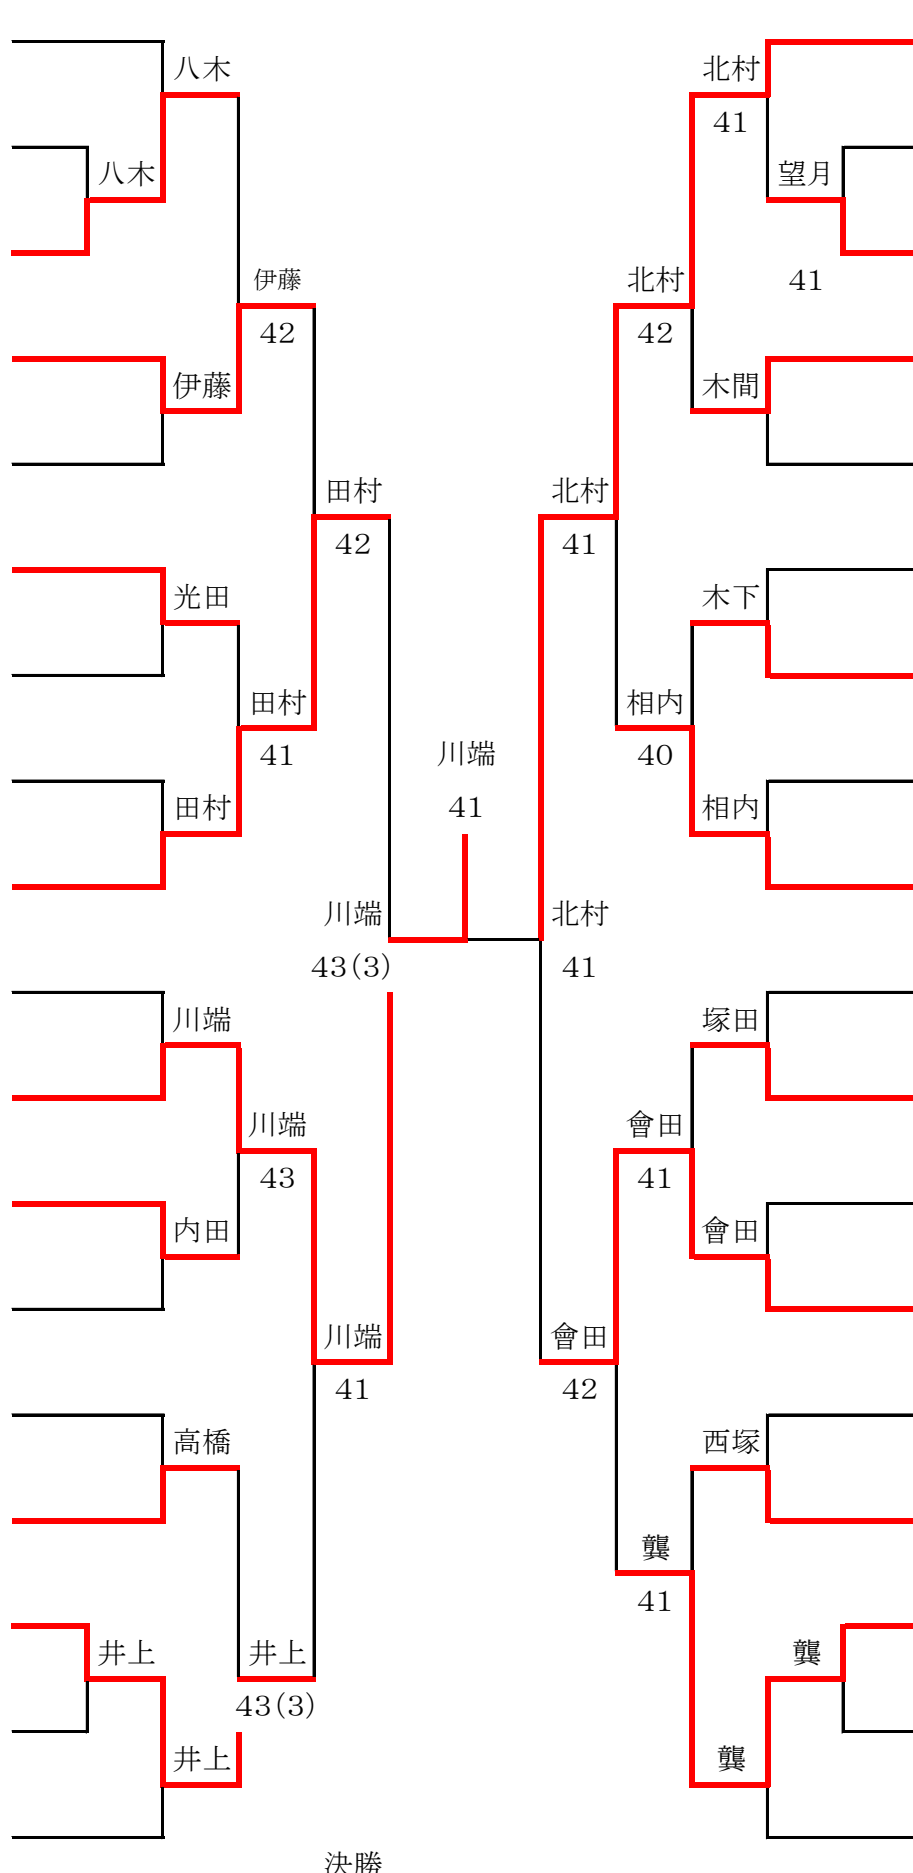 八木
北村
41
八木
望月
伊藤
北村
41
42
42
伊藤
木間
田村
北村
42
41
光田
木下
田村
相内
41
川端
40
田村
41
相内
川端
北村
43(3)
41
川端
塚田
川端
會田
43
41
内田
會田
川端
會田
41
42
高橋
西塚
龔
41
井上
井上
龔
43(3)
井上
龔
決勝